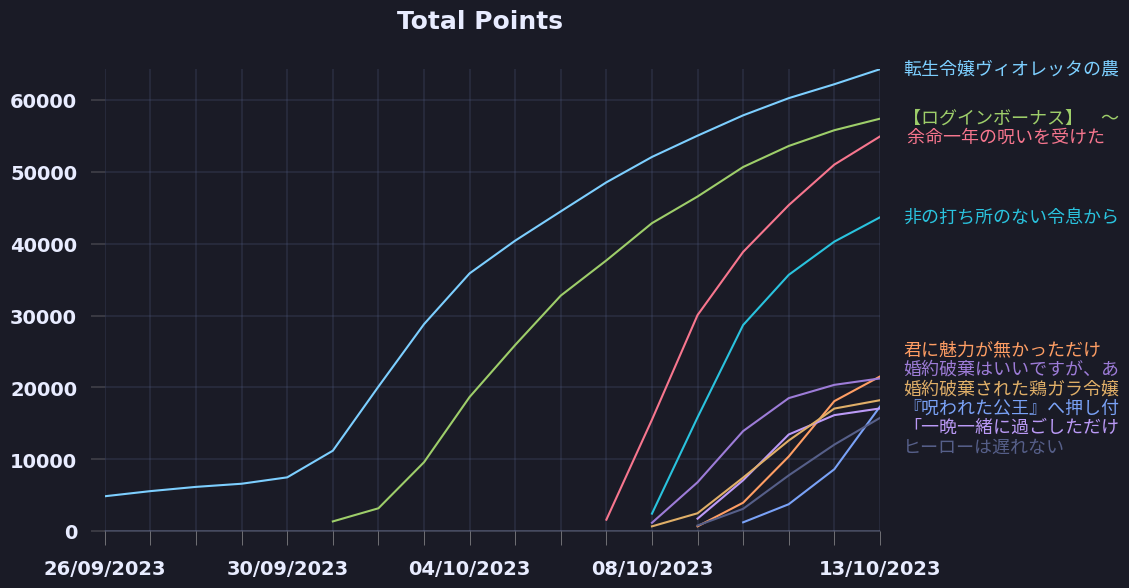 Total Points
60000
50000
40000
30000
20000
10000
0
26/09/2023
30/09/2023
04/10/2023
08/10/2023
13/10/2023
転生令嬢ヴィオレッタの農
【ログインボーナス】　～
余命一年の呪いを受けた
非の打ち所のない令息から
君に魅力が無かっただけ
婚約破棄はいいですが、あ
婚約破棄された鶏ガラ令嬢
『呪われた公王』へ押し付
「一晩一緒に過ごしただけ
ヒーローは遅れない